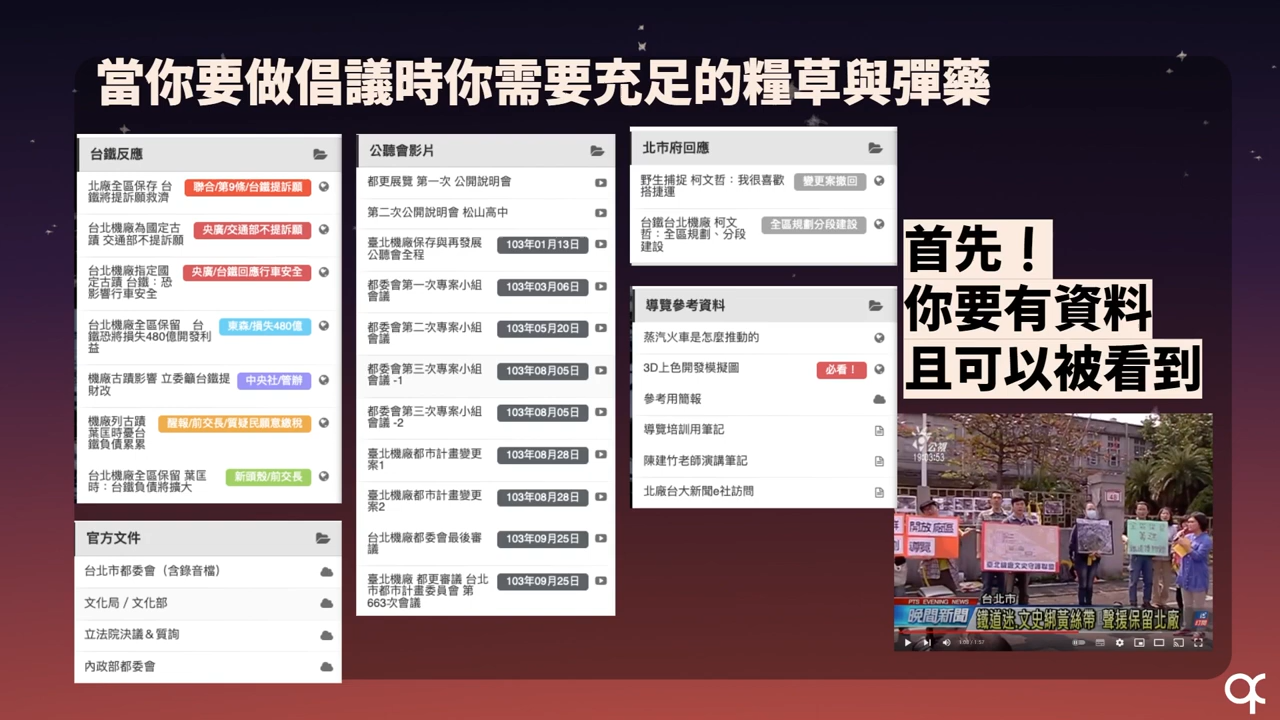 當你要做倡議時你需要充足的糧草與彈藥
台鐵反應
北廠全區保存 台
鐵將提訴願救濟
聯合/第9條/台鐵提訴願
台北機廠為國定古
蹟 交通部不提訴願
央廣/交通部不提訴願
台北機廠指定國
定古蹟 台鐵：恐
影響行車安全
央廣/台鐵回應行車安全
台北機廠全區保留 台
鐵恐將損失480億開發利
益
東森/損失480億
機廠古蹟影響 立委籲台鐵提
財改
中央社/管辦
機廠列古蹟
葉匡時憂台
鐵負債累累
醒報/前交長/質疑民願意繳稅
台北機廠全區保留 葉匡
時：台鐵負債將擴大
新頭殼/前交長
官方文件
台北市都委會（含錄音檔）
文化局 / 文化部
立法院決議＆質詢
內政部都委會
公聽會影片
都更展覽 第一次 公開說明會
第二次公開說明會 松山高中
臺北機廠保存與再發展
公聽會全程
103年01月13日
都委會第一次專案小組
會議
103年03月06日
都委會第二次專案小組
會議
103年05月20日
都委會第三次專案小組
會議 -1
103年08月05日
都委會第三次專案小組
會議 -2
103年08月05日
臺北機廠都市計畫變更
案1
103年08月28日
臺北機廠都市計畫變更
案2
103年08月28日
台北機廠都委會最後審
議
103年09月25日
臺北機廠 都更審議 台北
市都市計畫委員會 第
663次會議
103年09月25日
北市府回應
野生捕捉 柯文哲：我很喜歡
搭捷運
變更案撤回
台鐵台北機廠 柯文
哲：全區規劃、分段
建設
全區規劃分段建設
導覽參考資料
蒸汽火車是怎麼推動的
3D上色開發模擬圖
必看！
參考用簡報
導覽培訓用筆記
陳建竹老師演講筆記
北廠台大新聞e社訪問
首先！
你要有資料
且可以被看到
公視
19:03:53
開放廠區
導覽
臺北機廠文史守護聯盟
PTS EVENING NEWS
台北市
晚間新聞
鐵道迷.文史綁黃絲帶 聲援保留北廠